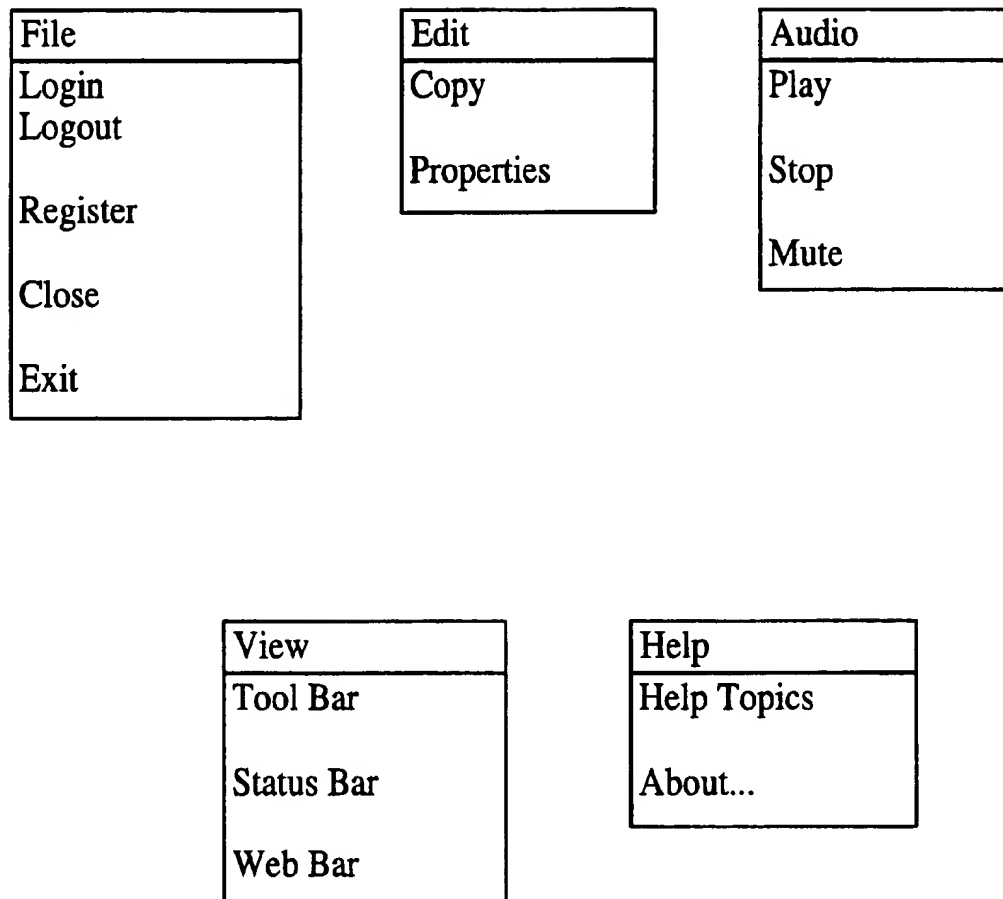 File
Login
Logout
Register
Close
Exit
Edit
Copy
Properties
Audio
Play
Stop
Mute
View
Tool Bar
Status Bar
Web Bar
Help
Help Topics
About...